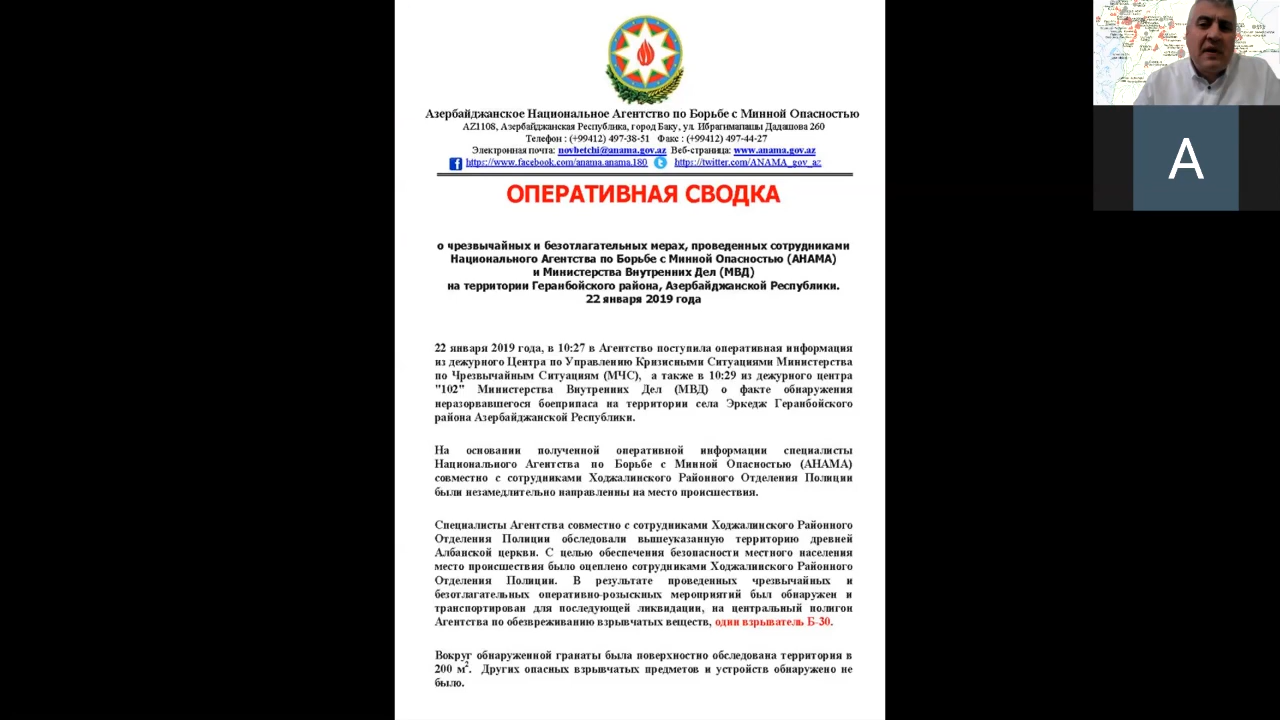 Азербайджанское Национальное Агентство по Борьбе с Минной Опасностью
AZ1108, Азербайджанская Республика, город Баку, ул. Ибрагимпашы Дадашова 260
Телефон : (+99412) 497-38-51 Факс : (+99412) 497-44-27
Электронная почта: novbetchi@anama.gov.az Веб-страница: www.anama.gov.az
https://www.facebook.com/anama.anama.180 https://twitter.com/ANAMA_gov_az
ОПЕРАТИВНАЯ СВОДКА
о чрезвычайных и безотлагательных мерах, проведенных сотрудниками
Национального Агентства по Борьбе с Минной Опасностью (АНАМА)
и Министерства Внутренних Дел (МВД)
на территории Геранбойского района, Азербайджанской Республики.
22 января 2019 года
22 января 2019 года, в 10:27 в Агентство поступила оперативная информация
из дежурного Центра по Управлению Кризисными Ситуациями Министерства
по Чрезвычайным Ситуациям (МЧС), а также в 10:29 из дежурного центра
"102" Министерства Внутренних Дел (МВД) о факте обнаружения
неразорвавшегося боеприпаса на территории села Эркедж Геранбойского
района Азербайджанской Республики.
На основании полученной оперативной информации специалисты
Национального Агентства по Борьбе с Минной Опасностью (АНАМА)
совместно с сотрудниками Ходжалинского Районного Отделения Полиции
были незамедлительно направленны на место происшествия.
Специалисты Агентства совместно с сотрудниками Ходжалинского Районного
Отделения Полиции обследовали вышеуказанную территорию древней
Албанской церкви. С целью обеспечения безопасности местного населения
место происшествия было оцеплено сотрудниками Ходжалинского Районного
Отделения Полиции. В результате проведенных чрезвычайных и
безотлагательных оперативно-розыскных мероприятий был обнаружен и
транспортирован для последующей ликвидации, на центральный полигон
Агентства по обезвреживанию взрывчатых веществ, один взрыватель Б-30.
Вокруг обнаруженной гранаты была поверхностно обследована территория в
200 м². Других опасных взрывчатых предметов и устройств обнаружено не
было.
A